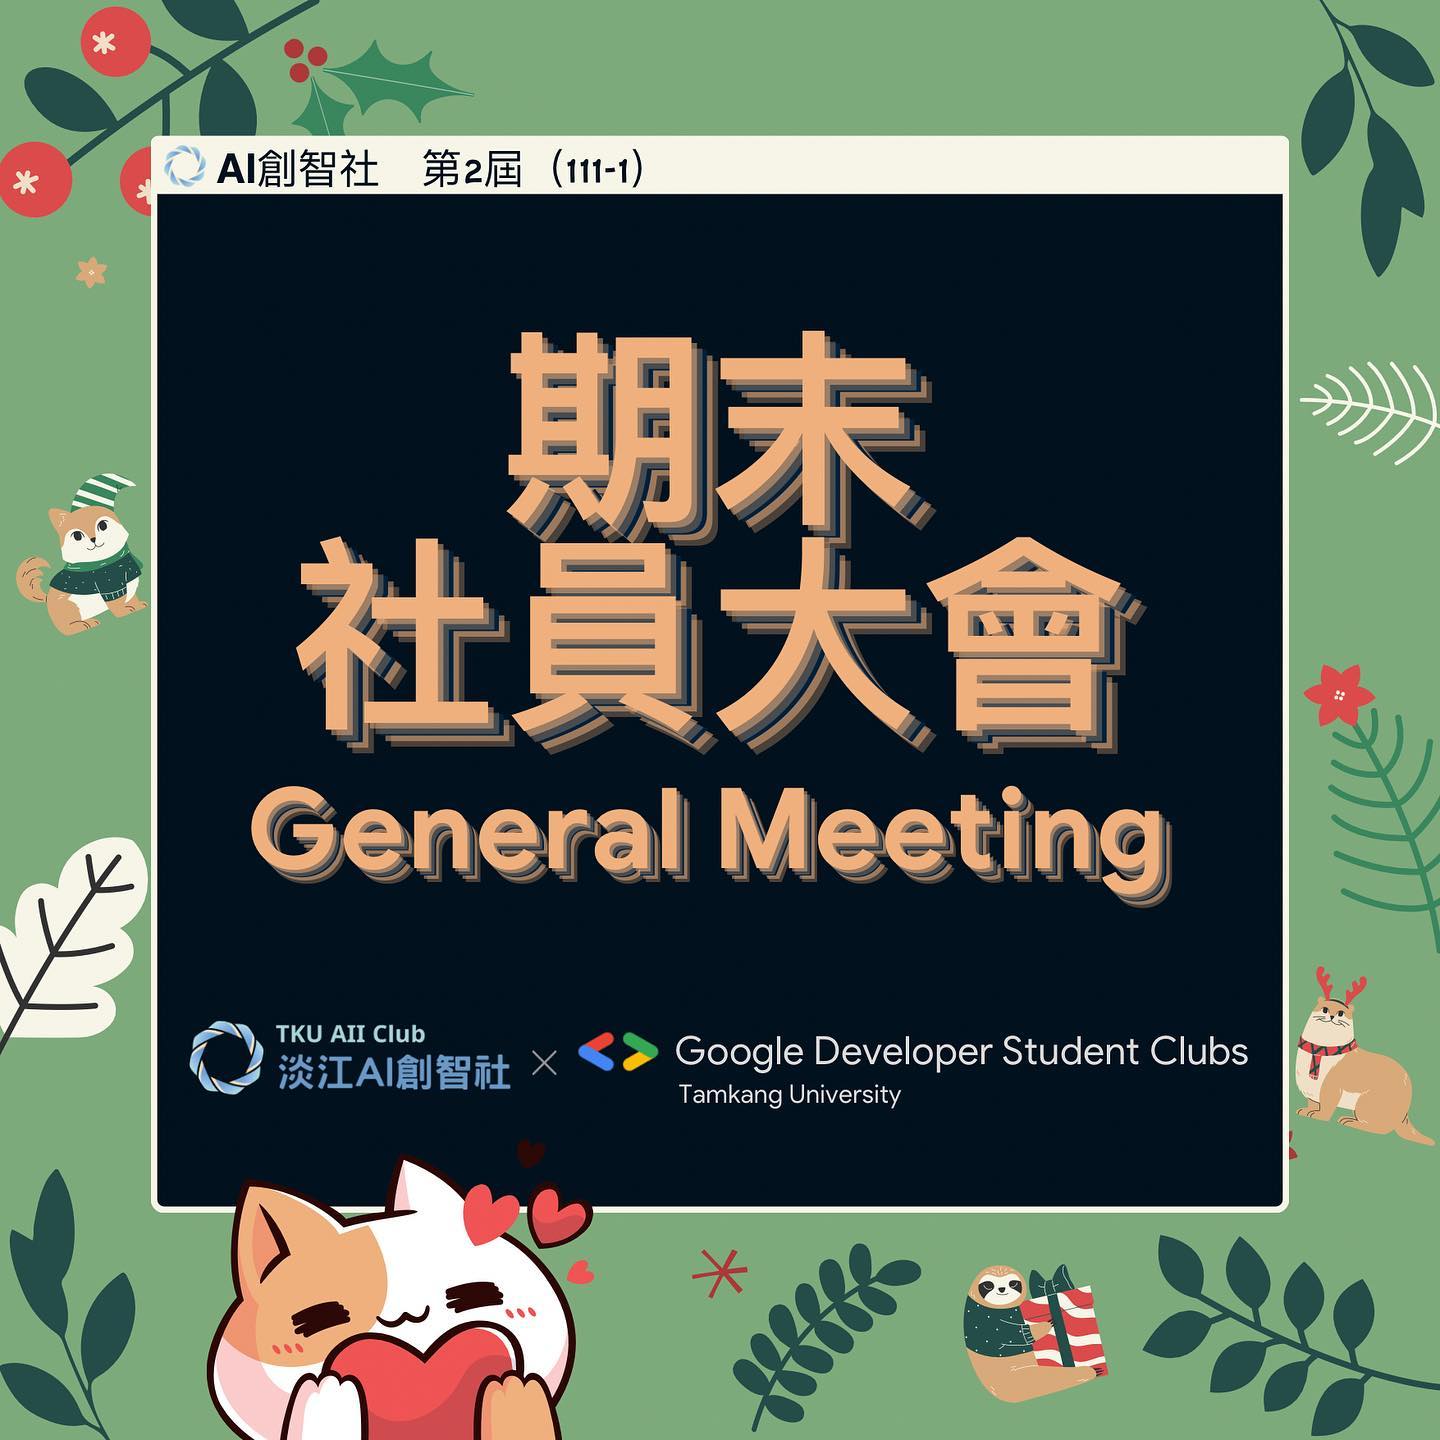 AI創智社　第2屆（111-1）
期末
社員大會
General Meeting
TKU AII Club
淡江AI創智社
×
Google Developer Student Clubs
Tamkang University